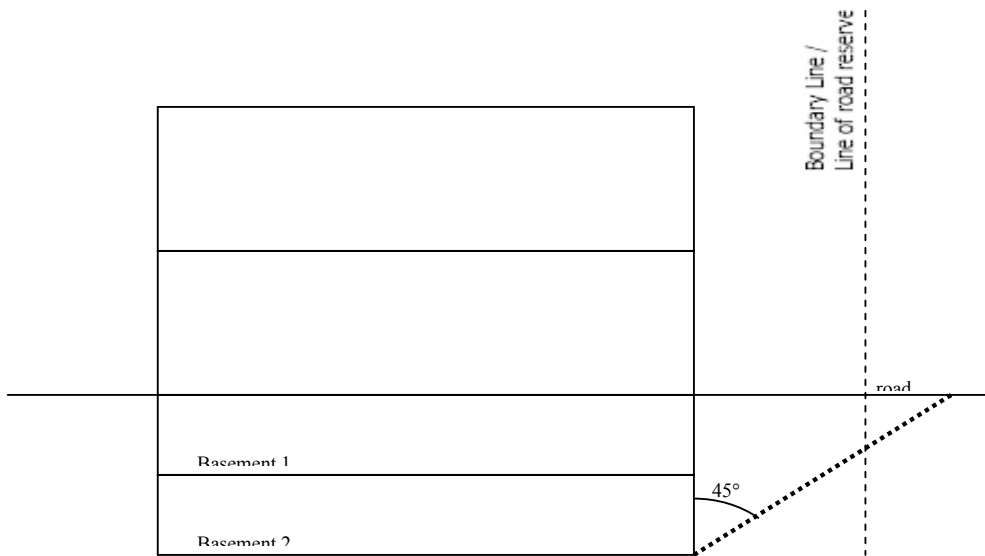 Boundary Line /
Line of road reserve
road
Basement 1
45°
Basement 2